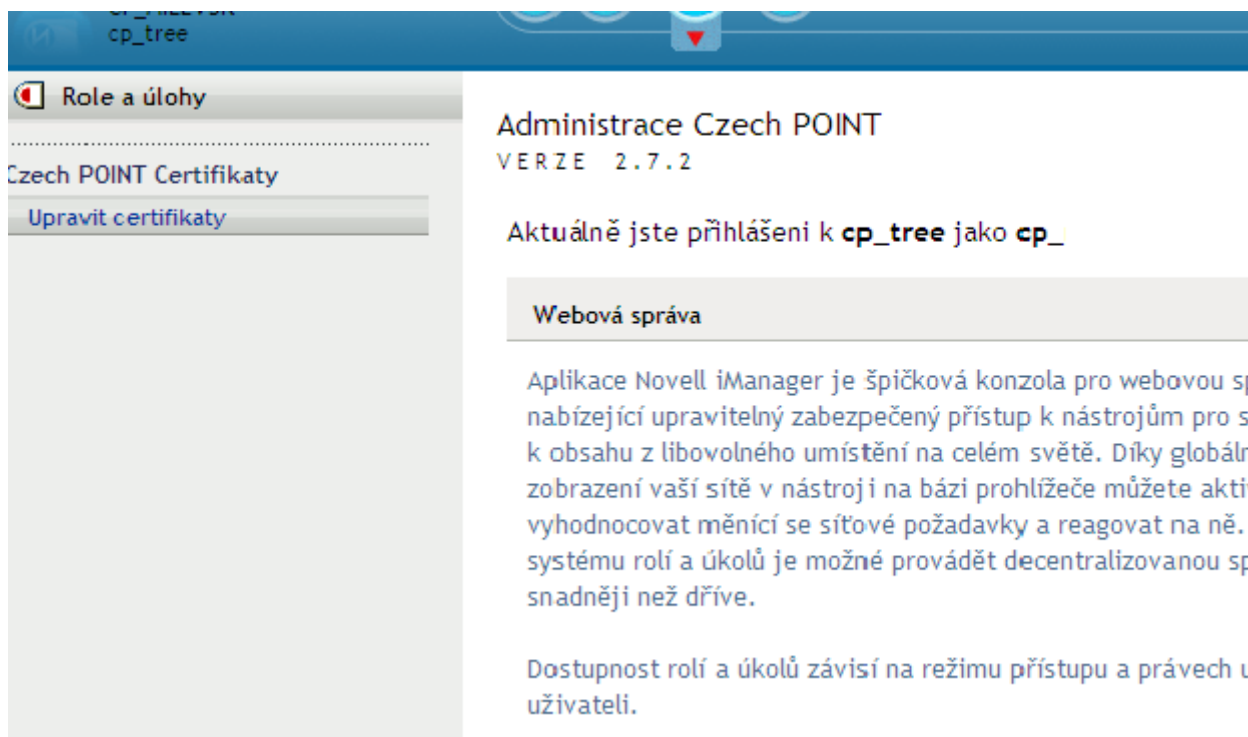 cp_tree
Role a úlohy
Czech POINT Certifikaty
Upravit certifikaty
Administrace Czech POINT
VERZE 2.7.2
Aktuálně jste přihlášeni k cp_tree jako cp_
Webová správa
Aplikace Novell iManager je špičková konzola pro webovou sp
nabízející upravitelný zabezpečený přístup k nástrojům pro s
k obsahu z libovolného umístění na celém světě. Díky globáln
zobrazení vaší sítě v nástroji na bázi prohlížeče můžete akti
vyhodnocovat měnící se síťové požadavky a reagovat na ně.
systému rolí a úkolů je možné provádět decentralizovanou sp
snadněji než dříve.
Dostupnost rolí a úkolů závisí na režimu přístupu a právech u
uživateli.